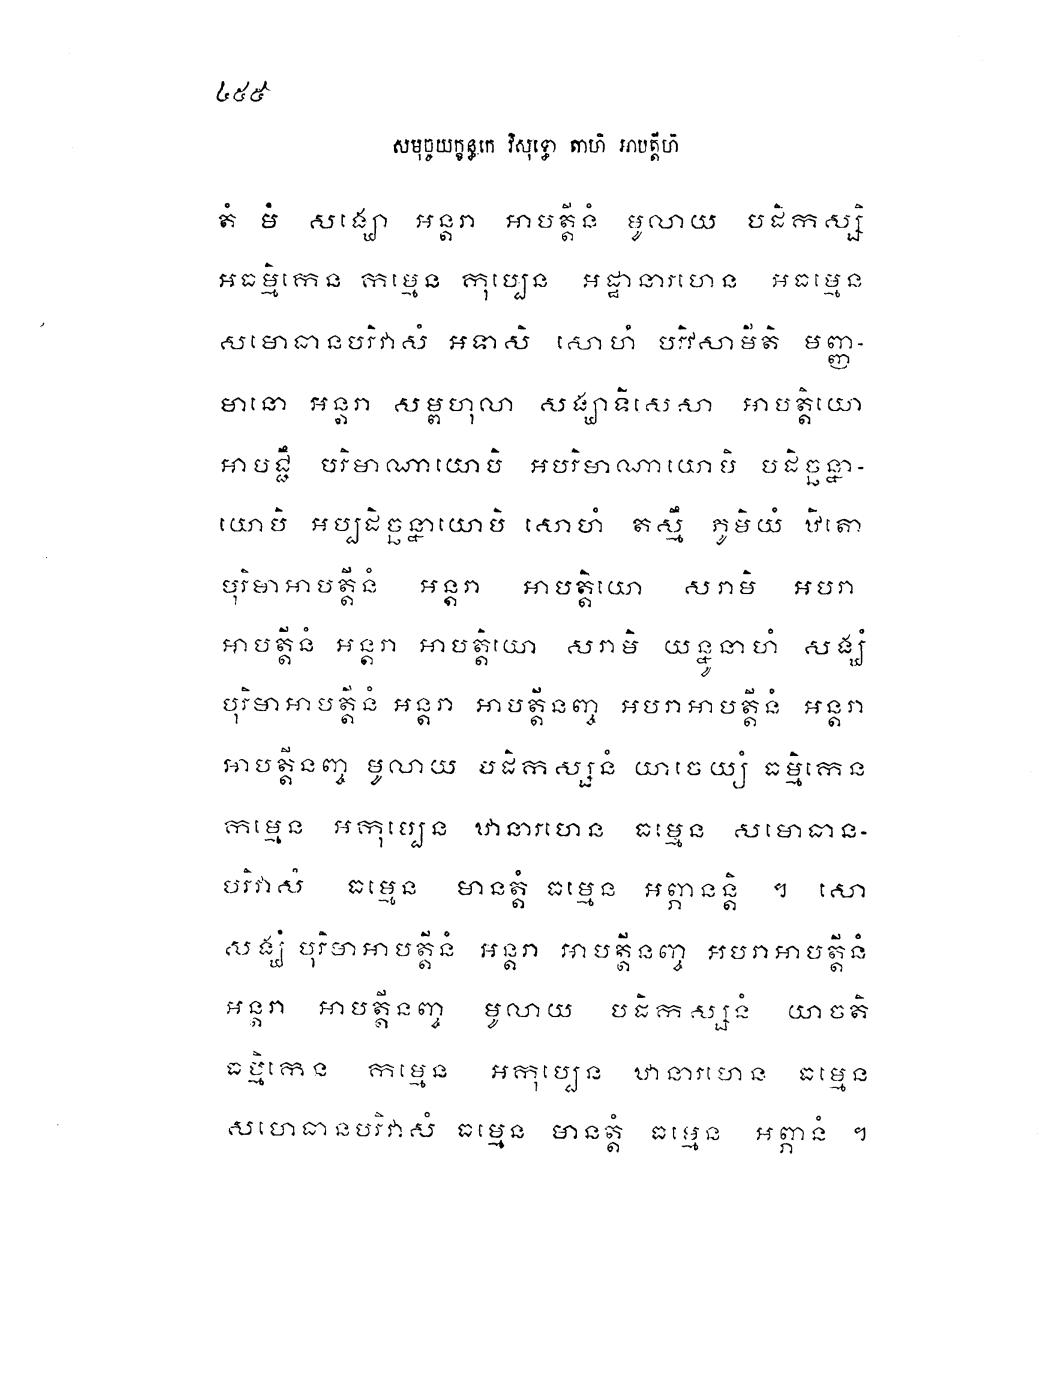 ៤៥៥
សមុច្ចយក្ខន្ធកេ វិសុទ្ធោ តាហិ អាបត្តីហិ
តំ មំ សង្ឃោ អន្តរា អាបត្តីនំ មូលាយ បដិកស្សិ
អធម្មិកេន កម្មេន កុប្បេន អដ្ឋានារហេន អធម្មេន
សមោធានបរិវាសំ អទាសិ សោហំ បរិវសាមីតិ មញ្ញ-
មានោ អន្តរា សម្ពហុលា សង្ឃាទិសេសា អាបត្តិយោ
អាបជ្ជឹ បរិមាណាយោបិ អបរិមាណាយោបិ បដិច្ឆន្នា-
យោបិ អប្បដិច្ឆន្នាយោបិ សោហំ តស្មឹ ភូមិយំ ឋិតោ
បុរិមាអាបត្តីនំ អន្តរា អាបត្តិយោ សរាមិ អបរា
អាបត្តីនំ អន្តរា អាបត្តិយោ សរាមិ យន្នូនាហំ សង្ឃំ
បុរិមាអាបត្តីនំ អន្តរា អាបត្តីនញ្ច អបរាអាបត្តីនំ អន្តរា
អាបត្តីនញ្ច មូលាយ បដិកស្សនំ យាចេយ្យំ ធម្មិកេន
កម្មេន អកុប្បេន ឋានារហេន ធម្មេន សមោធាន-
បរិវាសំ ធម្មេន មានត្តំ ធម្មេន អព្ភានន្តិ ។ សោ
សង្ឃំ បុរិមាអាបត្តីនំ អន្តរា អាបត្តីនញ្ច អបរាអាបត្តីនំ
អន្តរា អាបត្តីនញ្ច មូលាយ បដិកស្សនំ យាចតិ
ធម្មិកេន កម្មេន អកុប្បេន ឋានារហេន ធម្មេន
សមោធានបរិវាសំ ធម្មេន មានត្តំ ធម្មេន អព្ភានំ ។